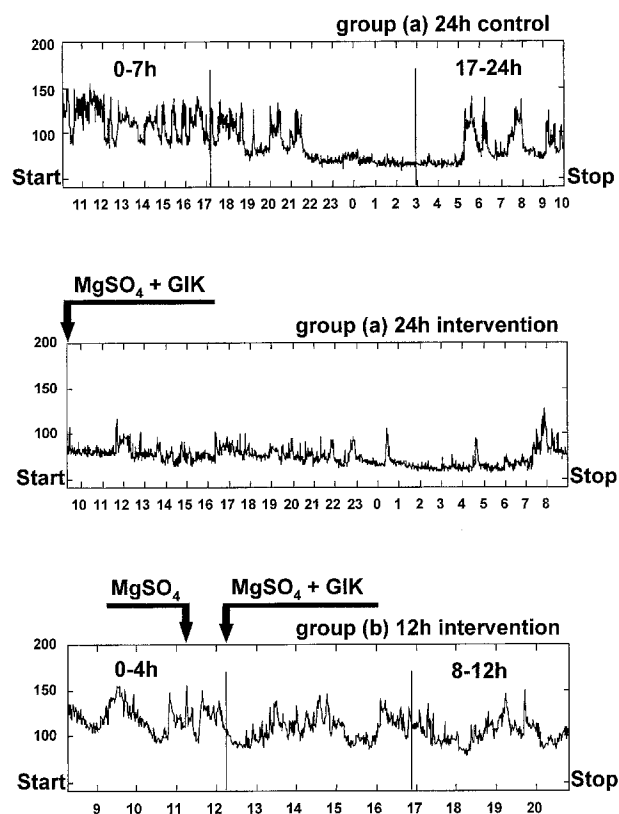 group (a) 24h control
200
0-7h 17-24h
150
100
Start Stop
11 12 13 14 15 16 17 18 19 20 21 22 23 0 1 2 3 4 5 6 7 8 9 10
MgSO4 + GIK
group (a) 24h intervention
200
150
100
Start Stop
10 11 12 13 14 15 16 17 18 19 20 21 22 23 0 1 2 3 4 5 6 7 8
MgSO4 MgSO4 + GIK
group (b) 12h intervention
200
0-4h 8-12h
150
100
Start Stop
9 10 11 12 13 14 15 16 17 18 19 20